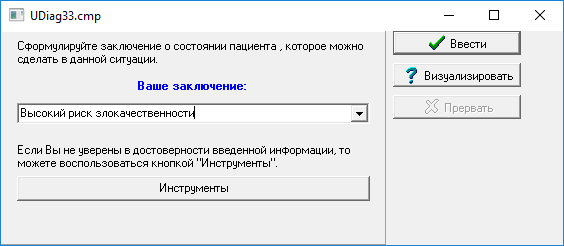 UDiag33.cmp
Сформулируйте заключение о состоянии пациента , которое можно
сделать в данной ситуации.
Ваше заключение:
Высокий риск злокачественности
Если Вы не уверены в достоверности введенной информации, то
можете воспользоваться кнопкой "Инструменты".
Инструменты
Ввести
Визуализировать
Прервать